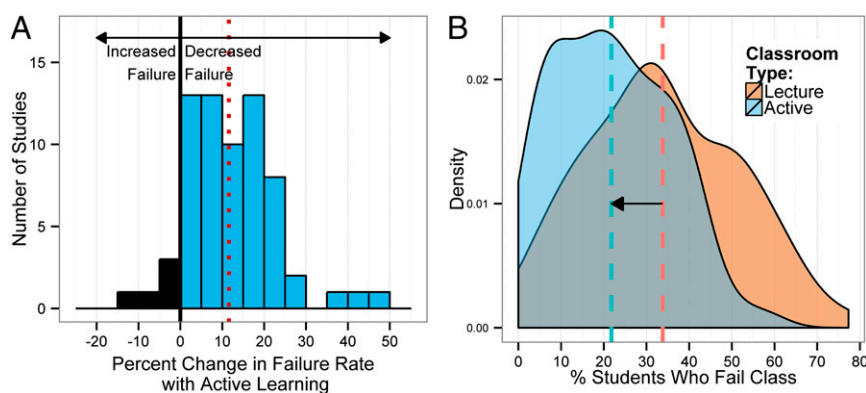 A
Increased Decreased
Failure Failure
15
10
5
0
Number of Studies
-20 -10 0 10 20 30 40 50
Percent Change in Failure Rate
with Active Learning
B
Classroom
Type:
Lecture
Active
0.02
0.01
0.00
Density
0 10 20 30 40 50 60 70 80
% Students Who Fail Class